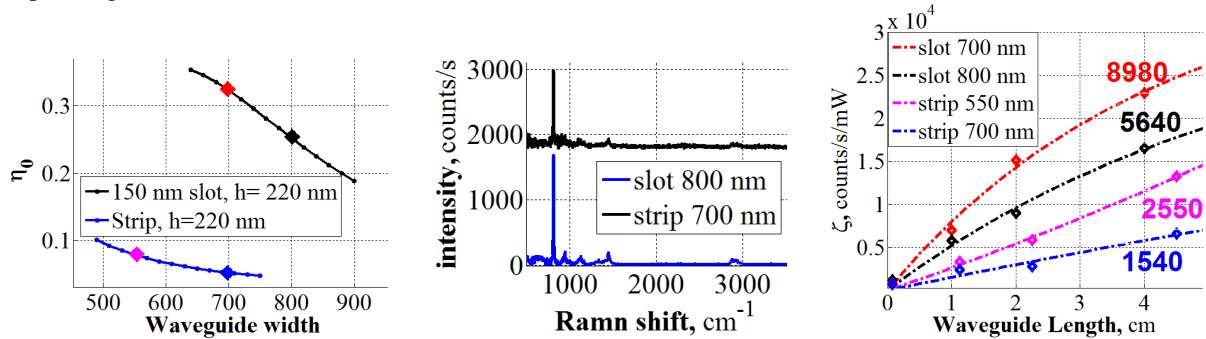 0.3
0.2
0.1
η0
150 nm slot, h= 220 nm
Strip, h=220 nm
500 600 700 800 900
Waveguide width
3000
2000
1000
0
intensity, counts/s
slot 800 nm
strip 700 nm
1000 2000 3000
Ramn shift, cm-1
x 10^4
3
2.5
2
1.5
1
0.5
0
ζ, counts/s/mW
slot 700 nm
slot 800 nm
strip 550 nm
strip 700 nm
8980
5640
2550
1540
0 1 2 3 4
Waveguide Length, cm